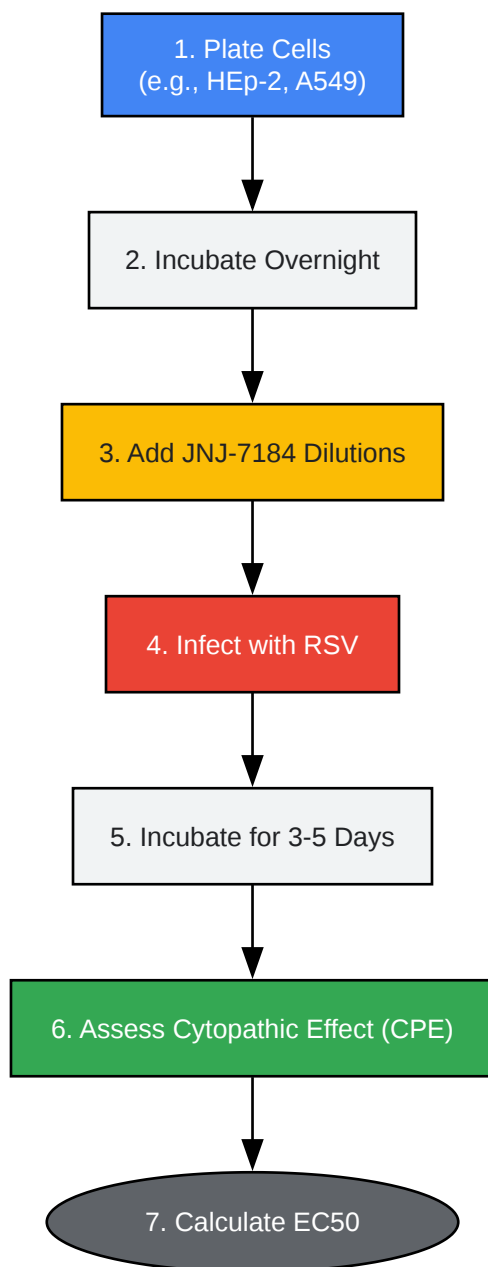 1. Plate Cells
(e.g., HEp-2, A549)
2. Incubate Overnight
3. Add JNJ-7184 Dilutions
4. Infect with RSV
5. Incubate for 3-5 Days
6. Assess Cytopathic Effect (CPE)
7. Calculate EC50